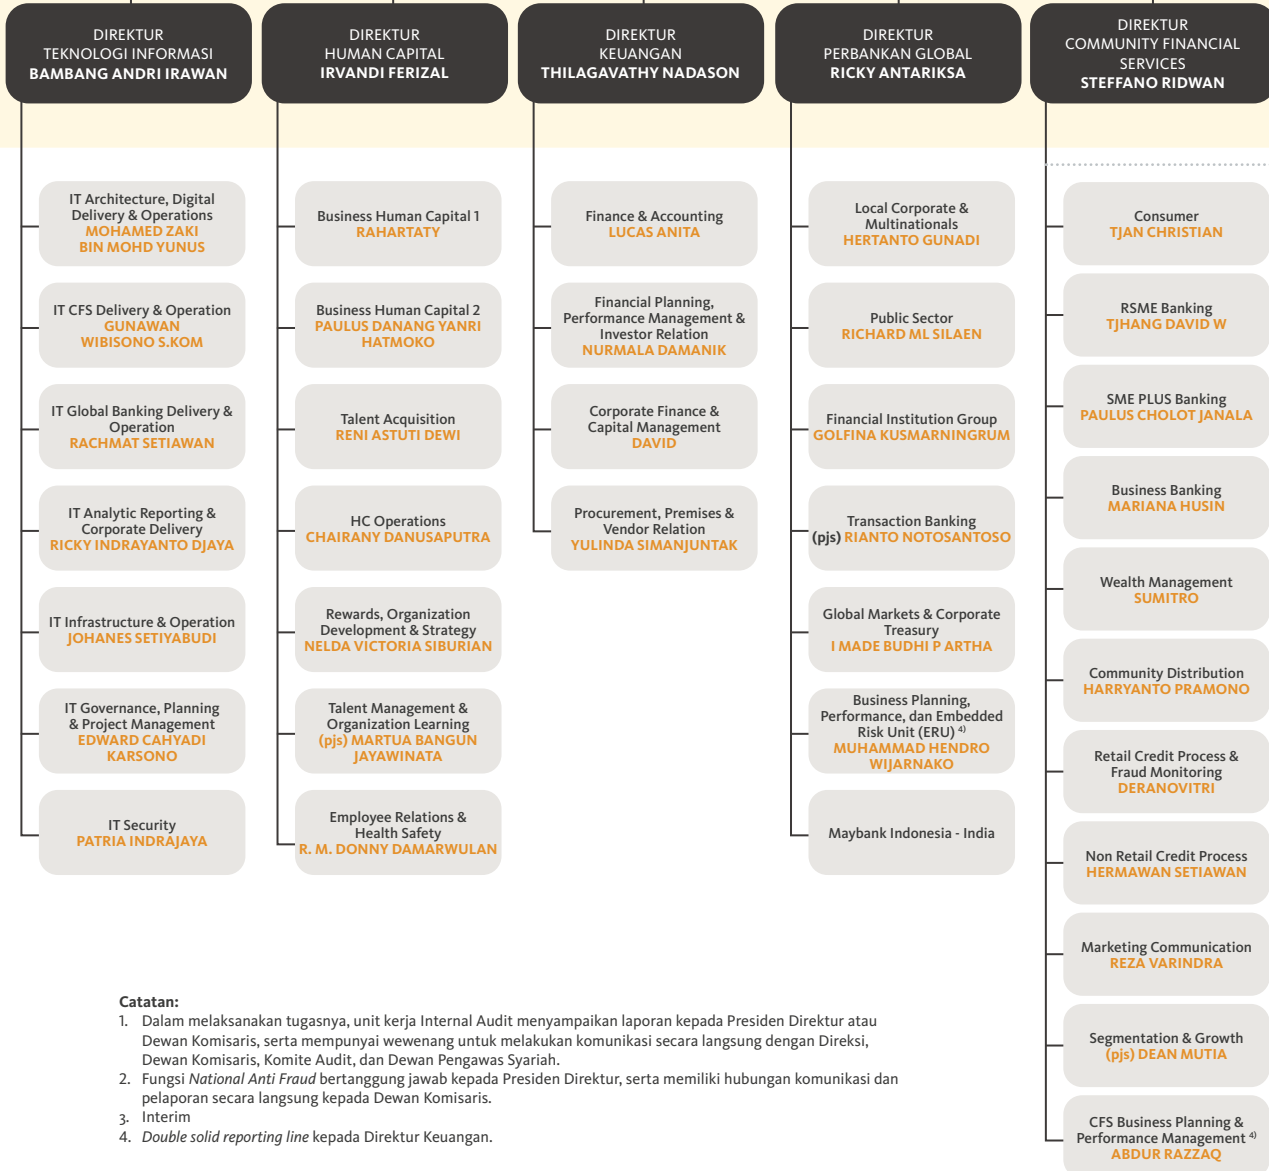 DIREKTUR
TEKNOLOGI INFORMASI
BAMBANG ANDRI IRAWAN
IT Architecture, Digital
Delivery & Operations
MOHAMED ZAKI
BIN MOHD YUNUS
IT CFS Delivery & Operation
GUNAWAN
WIBISONO S.KOM
IT Global Banking Delivery &
Operation
RACHMAT SETIAWAN
IT Analytic Reporting &
Corporate Delivery
RICKY INDRAYANTO DJAYA
IT Infrastructure & Operation
JOHANES SETIYABUDI
IT Governance, Planning
& Project Management
EDWARD CAHYADI
KARSONO
IT Security
PATRIA INDRAJAYA
DIREKTUR
HUMAN CAPITAL
IRVANDI FERIZAL
Business Human Capital 1
RAHARTATY
Business Human Capital 2
PAULUS DANANG YANRI
HATMOKO
Talent Acquisition
RENI ASTUTI DEWI
HC Operations
CHAIRANY DANUSAPUTRA
Rewards, Organization
Development & Strategy
NELDA VICTORIA SIBURIAN
Talent Management &
Organization Learning
(pjs) MARTUA BANGUN
JAYAWINATA
Employee Relations &
Health Safety
R. M. DONNY DAMARWULAN
DIREKTUR
KEUANGAN
THILAGAVATHY NADASON
Finance & Accounting
LUCAS ANITA
Financial Planning,
Performance Management &
Investor Relation
NURMALA DAMANIK
Corporate Finance &
Capital Management
DAVID
Procurement, Premises &
Vendor Relation
YULINDA SIMANJUNTAK
DIREKTUR
PERBANKAN GLOBAL
RICKY ANTARIKSA
Local Corporate &
Multinationals
HERTANTO GUNADI
Public Sector
RICHARD ML SILAEN
Financial Institution Group
GOLFINA KUSMARNINGRUM
Transaction Banking
(pjs) RIANTO NOTOSANTOSO
Global Markets & Corporate
Treasury
I MADE BUDHI P ARTHA
Business Planning,
Performance, dan Embedded
Risk Unit (ERU) 4)
MUHAMMAD HENDRO
WIJARNAKO
Maybank Indonesia - India
DIREKTUR
COMMUNITY FINANCIAL
SERVICES
STEFFANO RIDWAN
Consumer
TJAN CHRISTIAN
RSME Banking
TJHANG DAVID W
SME PLUS Banking
PAULUS CHOLOT JANALA
Business Banking
MARIANA HUSIN
Wealth Management
SUMITRO
Community Distribution
HARRYANTO PRAMONO
Retail Credit Process &
Fraud Monitoring
DERANOVITRI
Non Retail Credit Process
HERMAWAN SETIAWAN
Marketing Communication
REZA VARINDRA
Segmentation & Growth
(pjs) DEAN MUTIA
CFS Business Planning &
Performance Management 4)
ABDUR RAZZAQ
Catatan:
1. Dalam melaksanakan tugasnya, unit kerja Internal Audit menyampaikan laporan kepada Presiden Direktur atau
Dewan Komisaris, serta mempunyai wewenang untuk melakukan komunikasi secara langsung dengan Direksi,
Dewan Komisaris, Komite Audit, dan Dewan Pengawas Syariah.
2. Fungsi National Anti Fraud bertanggung jawab kepada Presiden Direktur, serta memiliki hubungan komunikasi dan
pelaporan secara langsung kepada Dewan Komisaris.
3. Interim
4. Double solid reporting line kepada Direktur Keuangan.